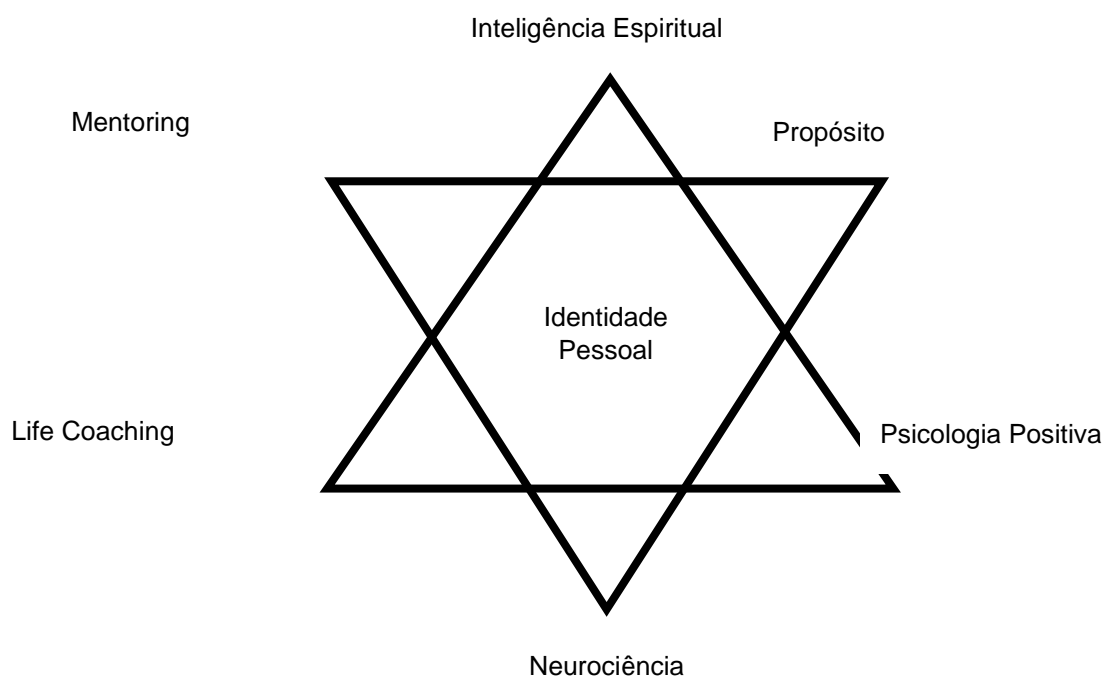 Inteligência Espiritual
Mentoring
Propósito
Identidade
Pessoal
Life Coaching
Psicologia Positiva
Neurociência